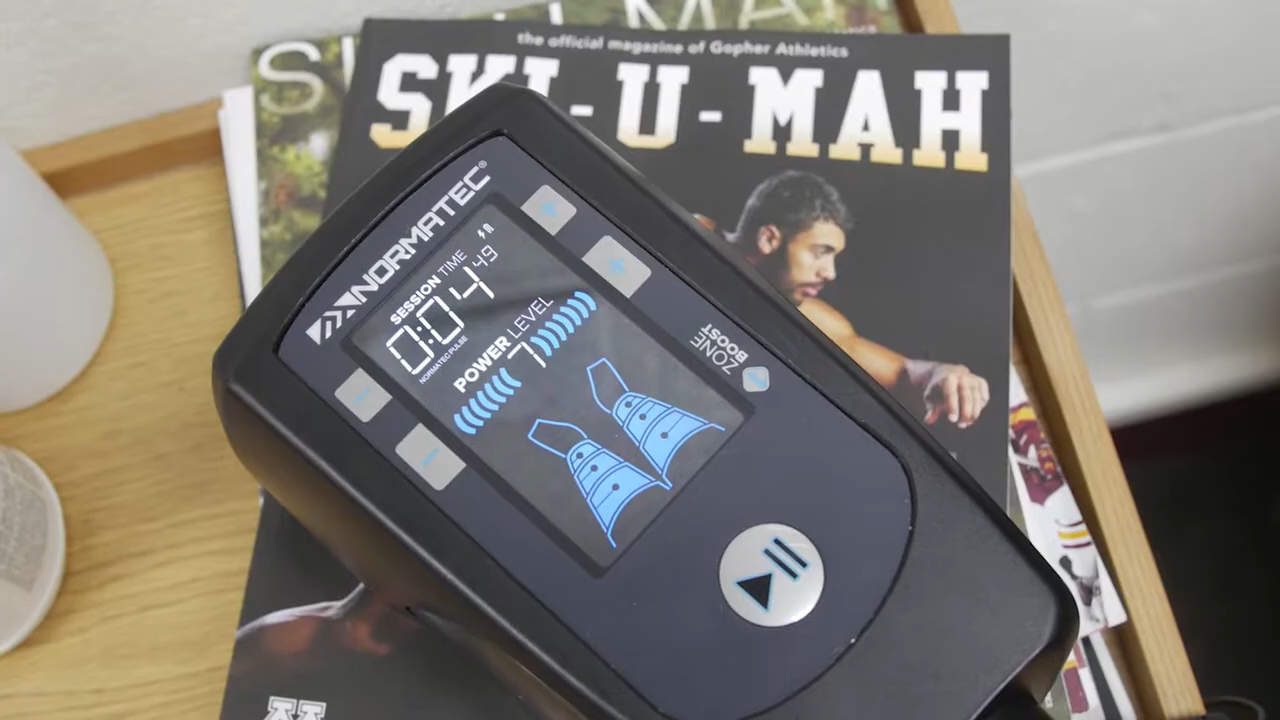 the official magazine of Gopher Athletics
SKI-U-MAH
NORMATEC®
SESSION TIME
0:04 49
NORMATEC PULSE
POWER LEVEL
7
ZONE
BOOST
M